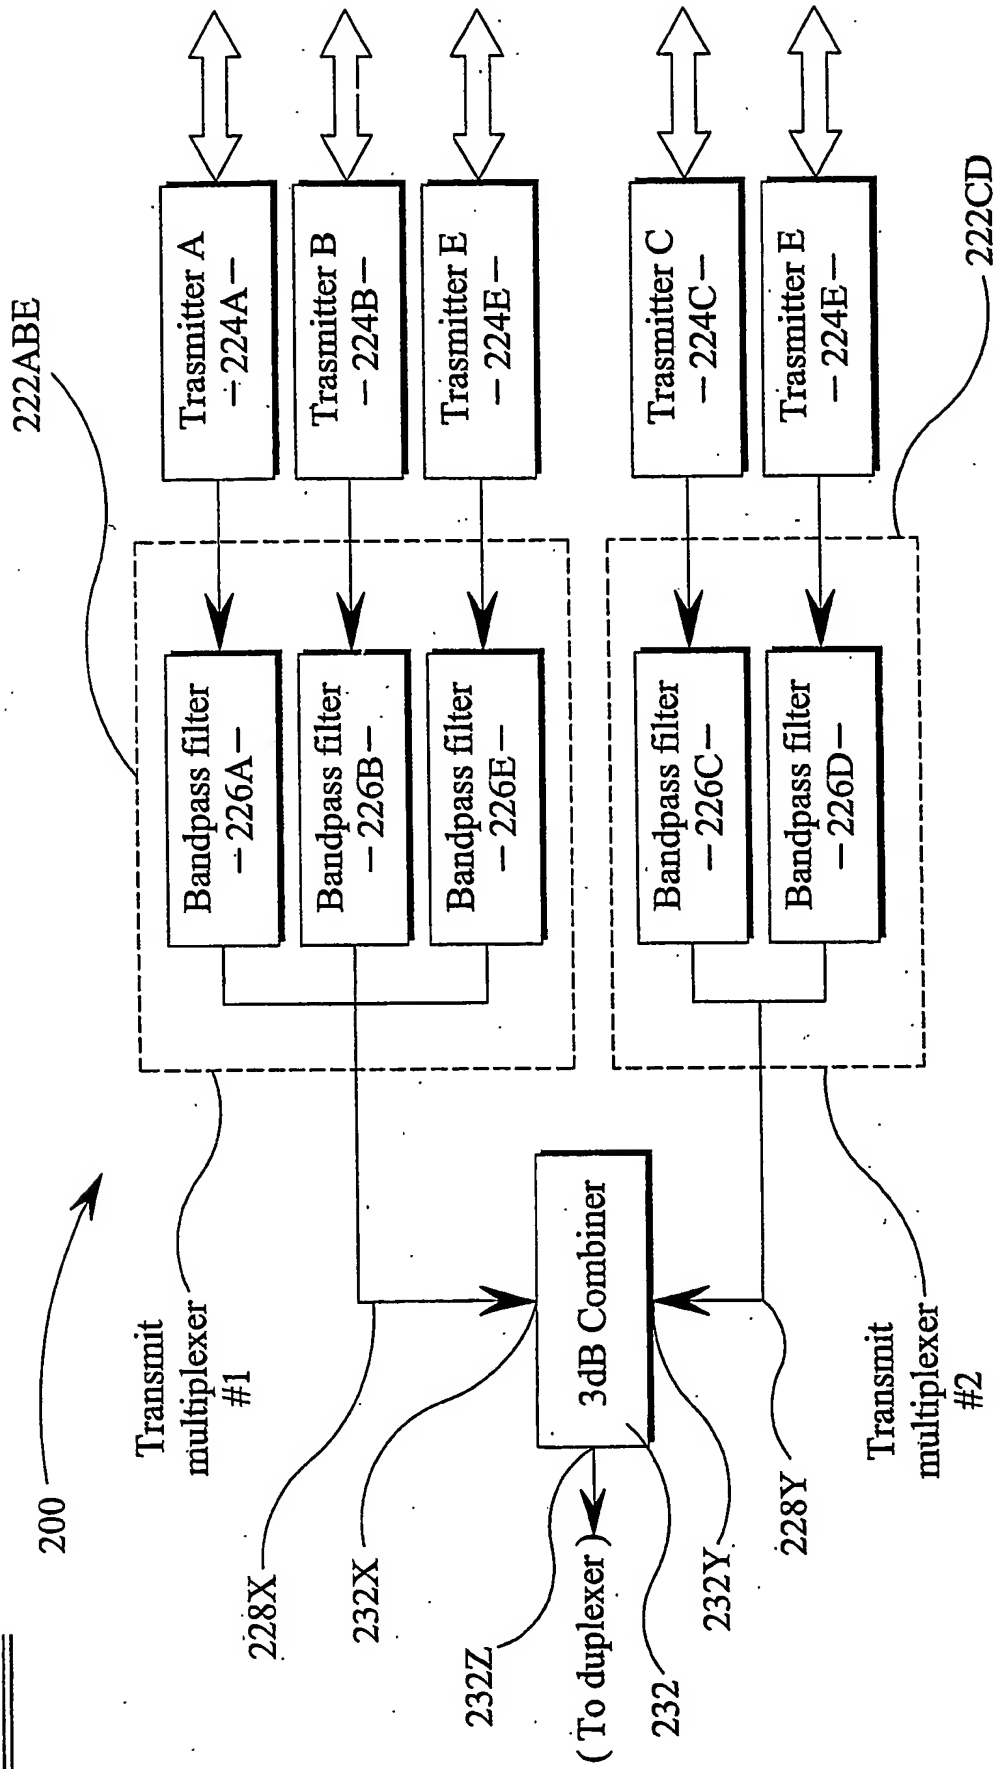 200
Transmit
multiplexer
#1
222ABE
228X
232X
232Z
( To duplexer )
232
232Y
228Y
3dB Combiner
Bandpass filter
–226A–
Bandpass filter
–226B–
Bandpass filter
–226E–
Trasmitter A
–224A–
Trasmitter B
–224B–
Trasmitter E
–224E–
Bandpass filter
–226C–
Bandpass filter
–226D–
Trasmitter C
–224C–
Trasmitter E
–224E–
Transmit
multiplexer
#2
222CD